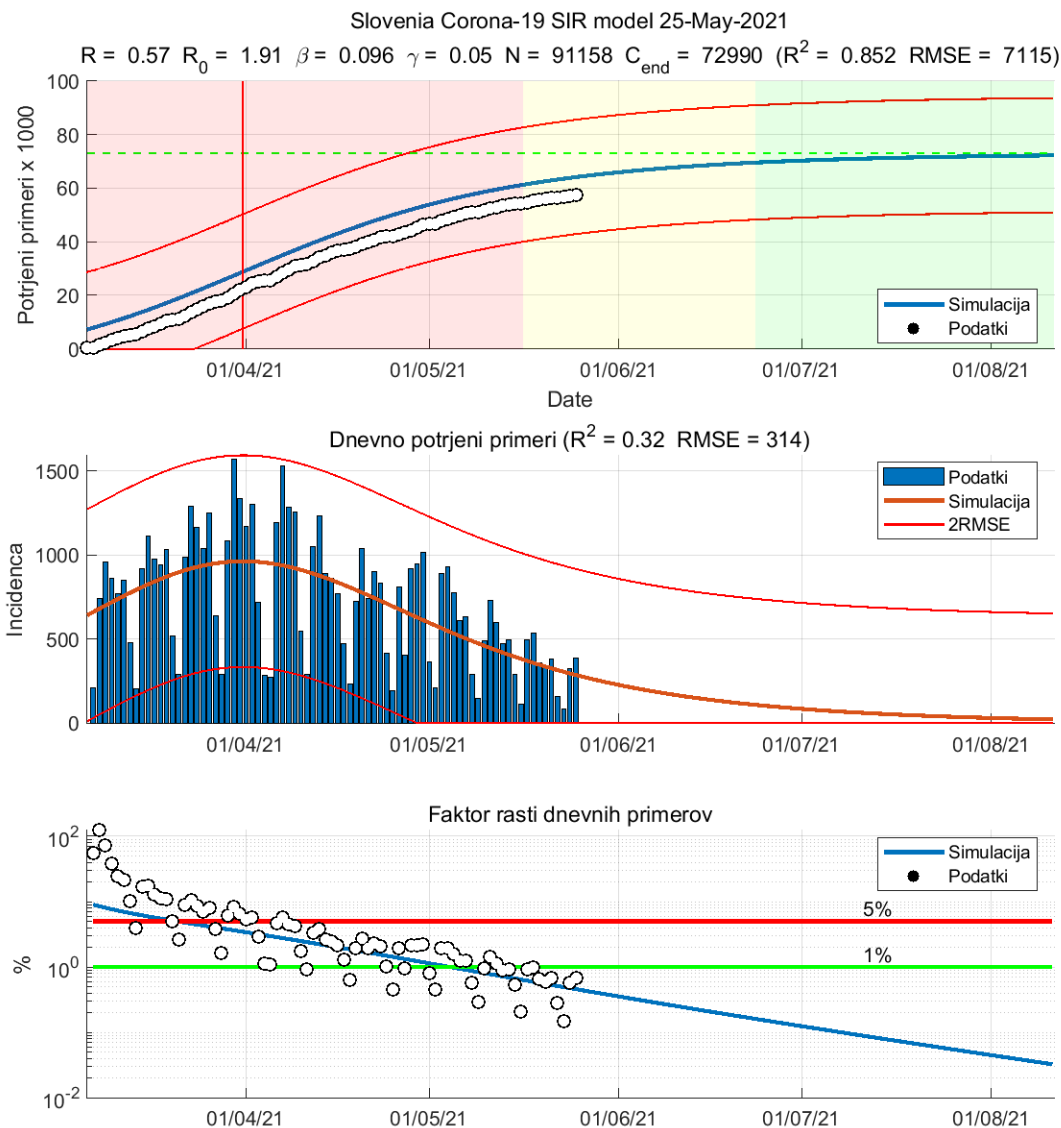 Slovenia Corona-19 SIR model 25-May-2021
R = 0.57 R0 = 1.91 β = 0.096 γ = 0.05 N = 91158 Cend = 72990 (R2 = 0.852 RMSE = 7115)
100
80
60
40
20
0
Potrjeni primeri x 1000
Simulacija
Podatki
01/04/21 01/05/21 01/06/21 01/07/21 01/08/21
Date
Dnevno potrjeni primeri (R2 = 0.32 RMSE = 314)
1500
1000
500
0
Incidenca
Podatki
Simulacija
2RMSE
01/04/21 01/05/21 01/06/21 01/07/21 01/08/21
Faktor rasti dnevnih primerov
10^2
10^0
10^-2
%
Simulacija
Podatki
5%
1%
01/04/21 01/05/21 01/06/21 01/07/21 01/08/21